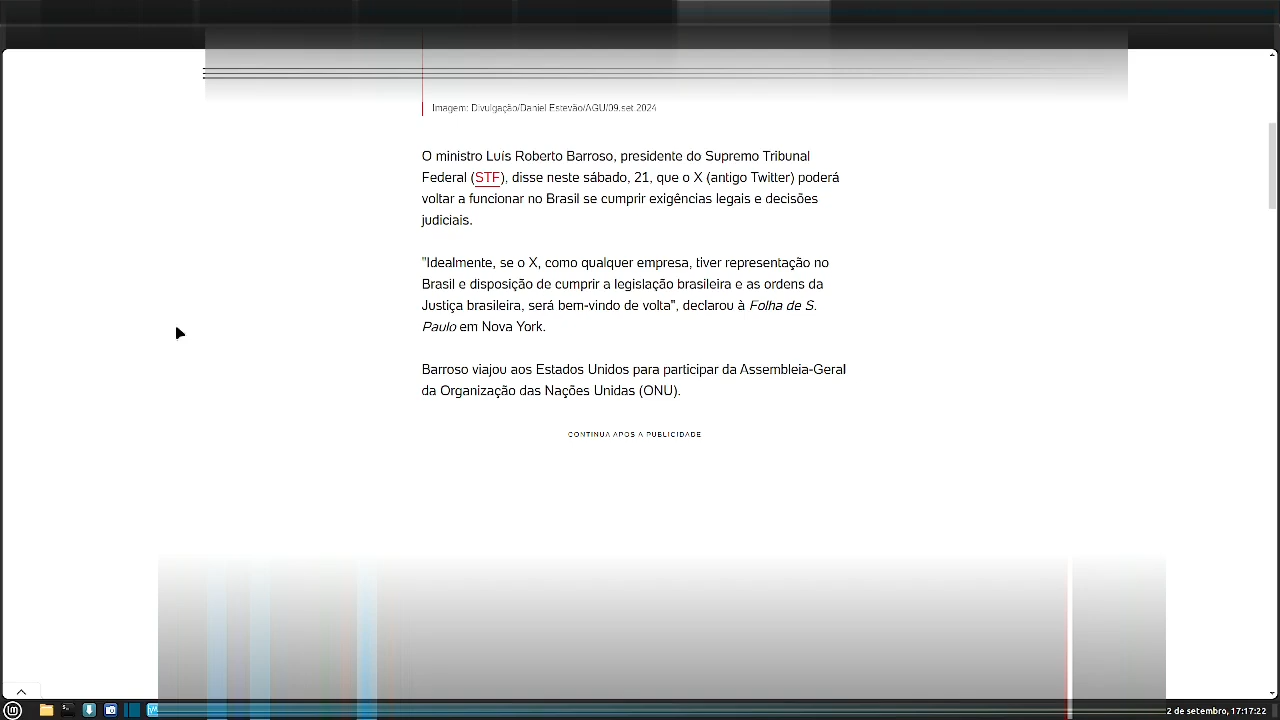 Imagem: Divulgação/Daniel Estevão/AGU/09.set.2024
O ministro Luís Roberto Barroso, presidente do Supremo Tribunal
Federal (STF), disse neste sábado, 21, que o X (antigo Twitter) poderá
voltar a funcionar no Brasil se cumprir exigências legais e decisões
judiciais.
"Idealmente, se o X, como qualquer empresa, tiver representação no
Brasil e disposição de cumprir a legislação brasileira e as ordens da
Justiça brasileira, será bem-vindo de volta", declarou à Folha de S.
Paulo em Nova York.
Barroso viajou aos Estados Unidos para participar da Assembleia-Geral
da Organização das Nações Unidas (ONU).
CONTINUA APÓS A PUBLICIDADE
2 de setembro, 17:17:22